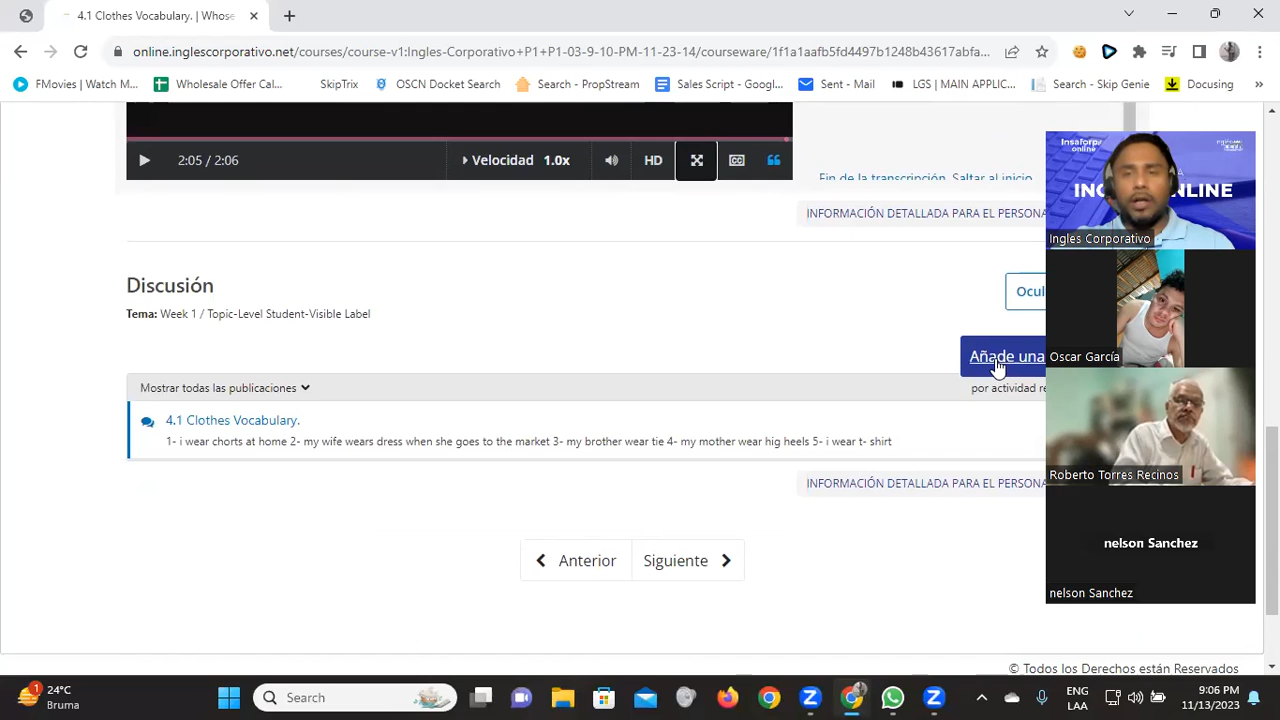 4.1 Clothes Vocabulary. | Whose
online.inglescorporativo.net/courses/course-v1:Ingles-Corporativo+P1+P1-03-9-10-PM-11-23-14/courseware/1f1a1aafb5fd4497b1248b43617abfa...
FMovies | Watch M... Wholesale Offer Cal... SkipTrix OSCN Docket Search Search - PropStream Sales Script - Googl... Sent - Mail LGS | MAIN APPLIC... Search - Skip Genie Docusing
2:05 / 2:06 Velocidad 1.0x HD CC
Fin de la transcripción. Saltar al inicio.
INFORMACIÓN DETALLADA PARA EL PERSONA
online
ONLINE
Ingles Corporativo
Discusión
Ocul
Tema: Week 1 / Topic-Level Student-Visible Label
Añade una
Oscar García
Mostrar todas las publicaciones
por actividad re
4.1 Clothes Vocabulary.
1- i wear chorts at home 2- my wife wears dress when she goes to the market 3- my brother wear tie 4- my mother wear hig heels 5- i wear t- shirt
Roberto Torres Recinos
INFORMACIÓN DETALLADA PARA EL PERSONA
nelson Sanchez
Anterior Siguiente
nelson Sanchez
© Todos los Derechos están Reservados
1
24°C
Bruma
Search
ENG
LAA
9:06 PM
11/13/2023